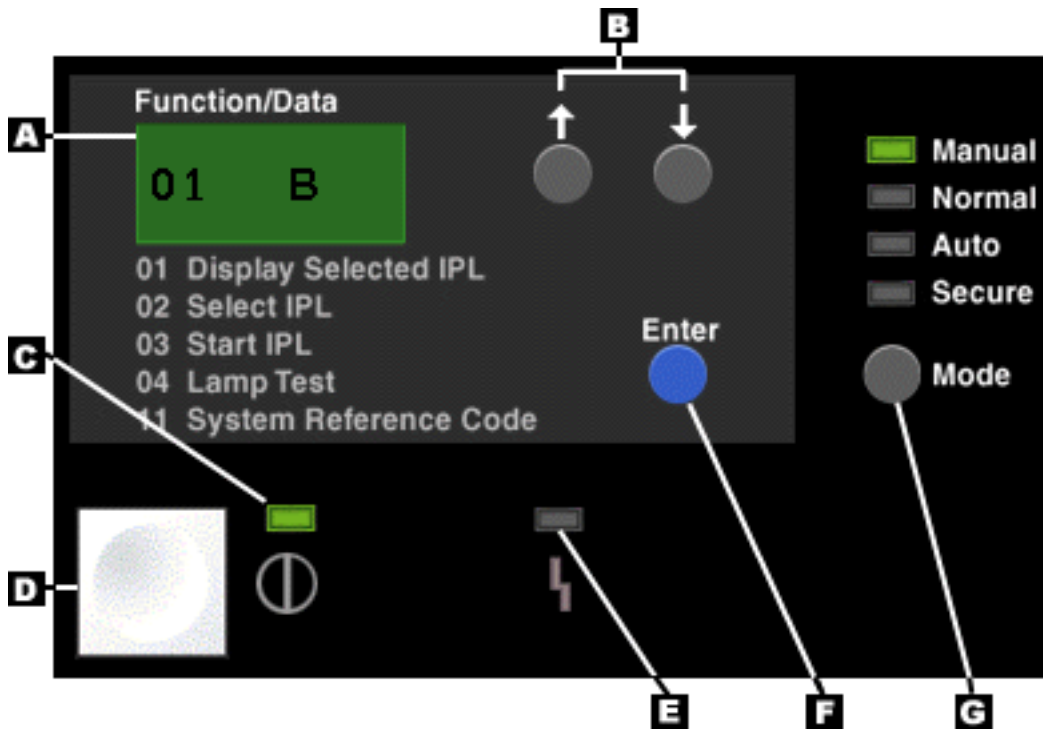 B
Function/Data
A
01 B
Manual
Normal
Auto
Secure
01 Display Selected IPL
02 Select IPL
03 Start IPL
04 Lamp Test
11 System Reference Code
Enter
Mode
C
D
E
F
G